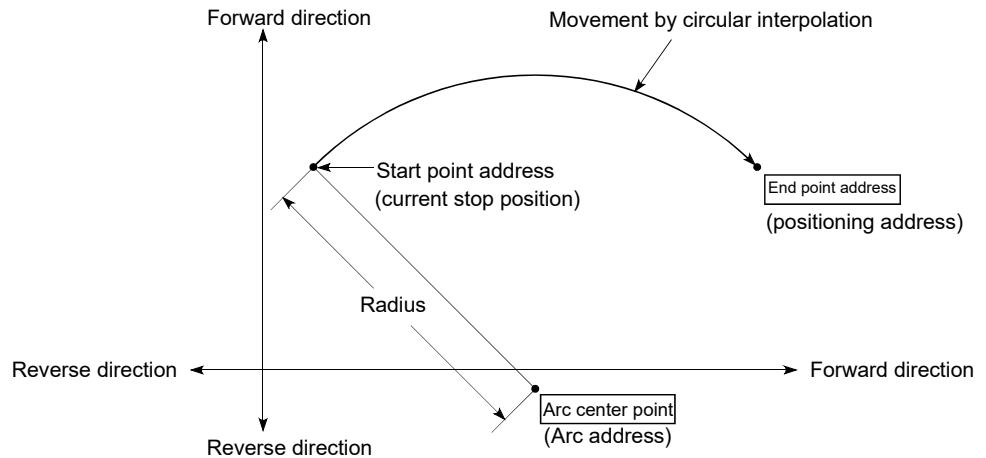 Forward direction
Movement by circular interpolation
Start point address
(current stop position)
End point address
(positioning address)
Radius
Reverse direction
Forward direction
Arc center point
(Arc address)
Reverse direction